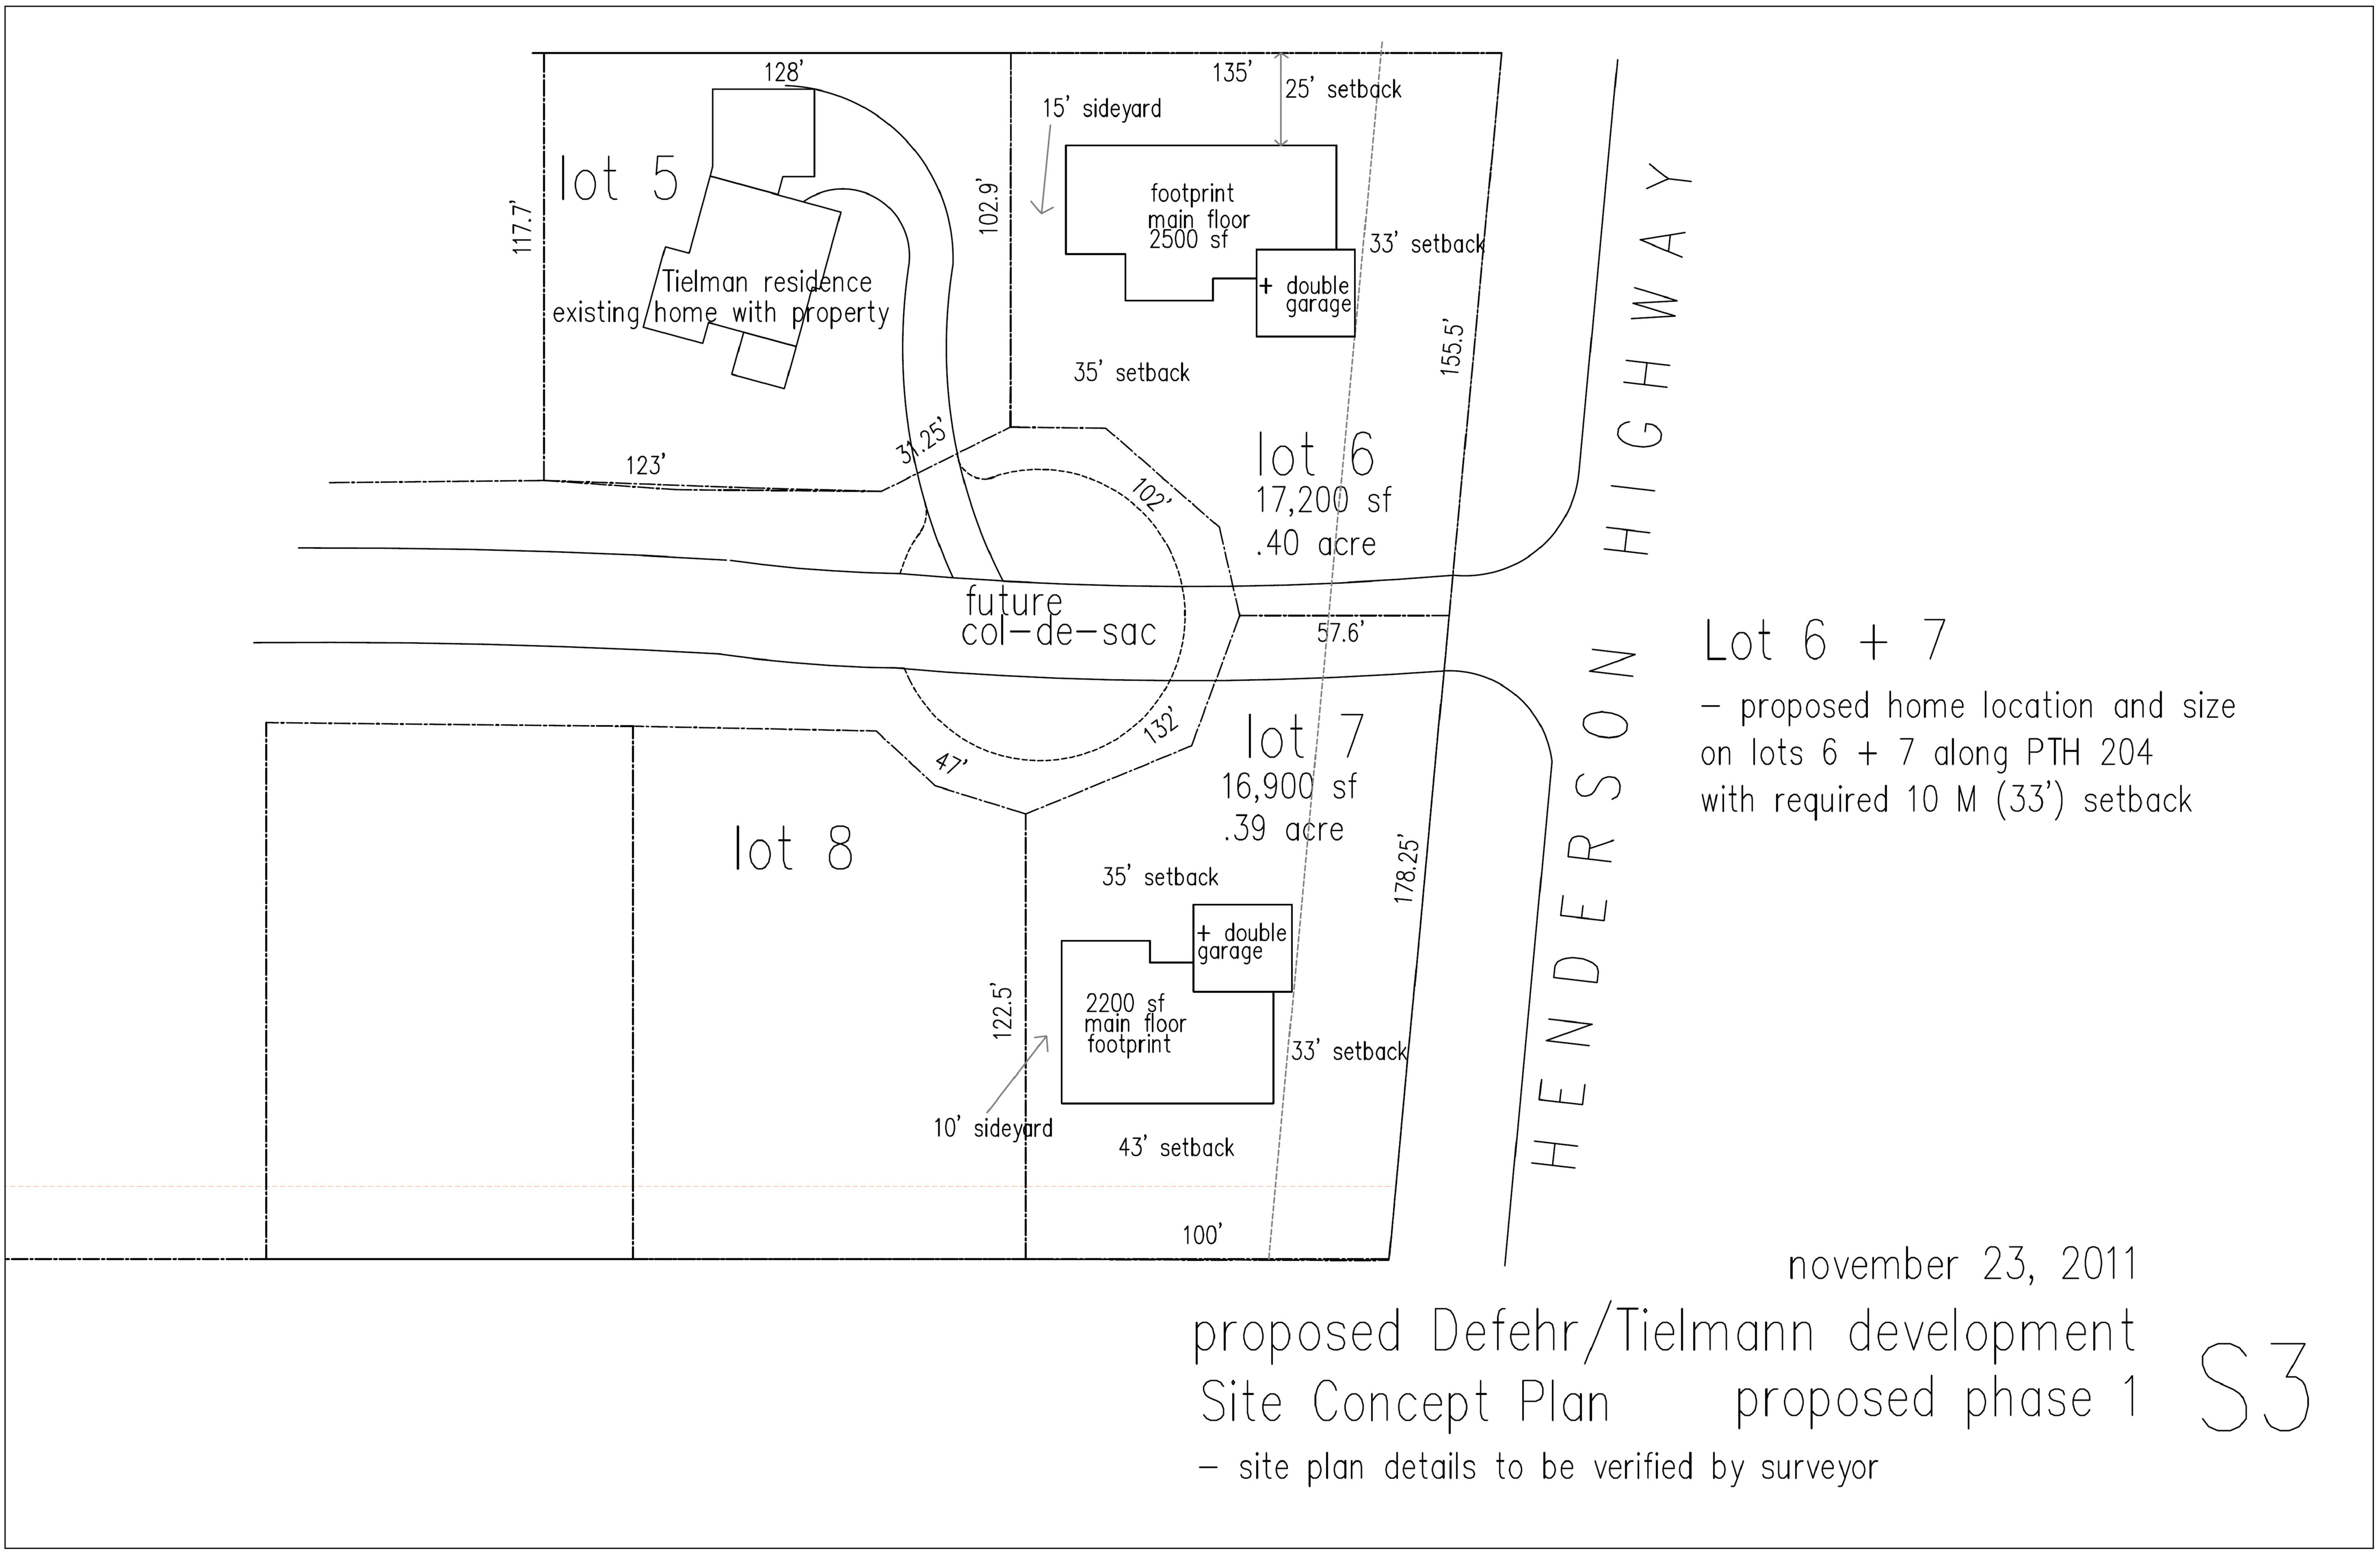 128'
135'
25' setback
15' sideyard
lot 5
117.7'
102.9'
footprint
main floor
2500 sf
33' setback
+ double
garage
Tielman residence
existing home with property
155.5'
35' setback
HENDERSON HIGHWAY
31.25'
123'
102'
lot 6
17,200 sf
.40 acre
future
col-de-sac
57.6'
Lot 6 + 7
- proposed home location and size
on lots 6 + 7 along PTH 204
with required 10 M (33') setback
47'
132'
lot 7
16,900 sf
.39 acre
lot 8
178.25'
35' setback
+ double
garage
122.5'
2200 sf
main floor
footprint
33' setback
10' sideyard
43' setback
100'
november 23, 2011
proposed Defehr/Tielmann development
Site Concept Plan proposed phase 1
S3
- site plan details to be verified by surveyor